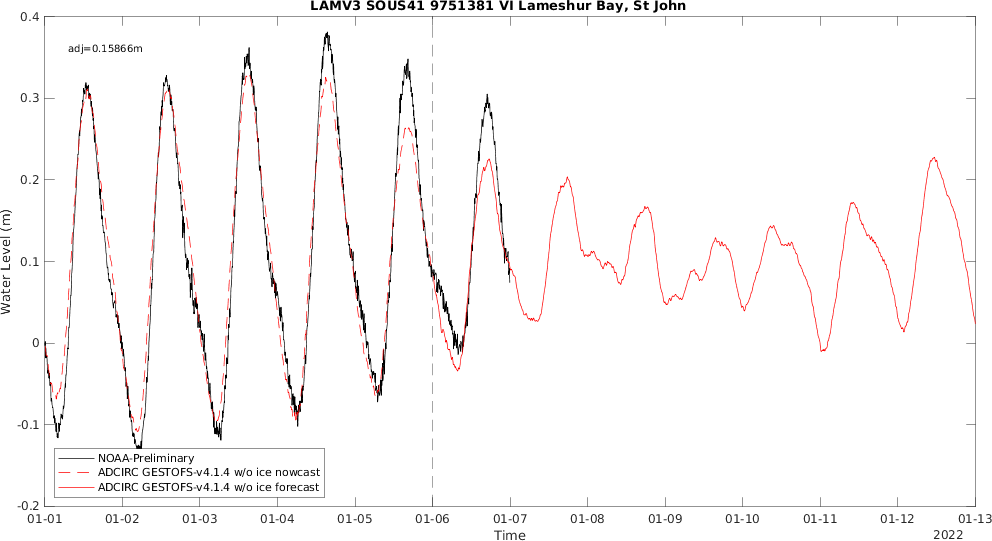 LAMV3 SOUS41 9751381 VI Lameshur Bay, St John
adj=0.15866m
Water Level (m)
0.4
0.3
0.2
0.1
0
-0.1
-0.2
NOAA-Preliminary
ADCIRC GESTOFS-v4.1.4 w/o ice nowcast
ADCIRC GESTOFS-v4.1.4 w/o ice forecast
01-01 01-02 01-03 01-04 01-05 01-06 01-07 01-08 01-09 01-10 01-11 01-12 01-13
Time
2022